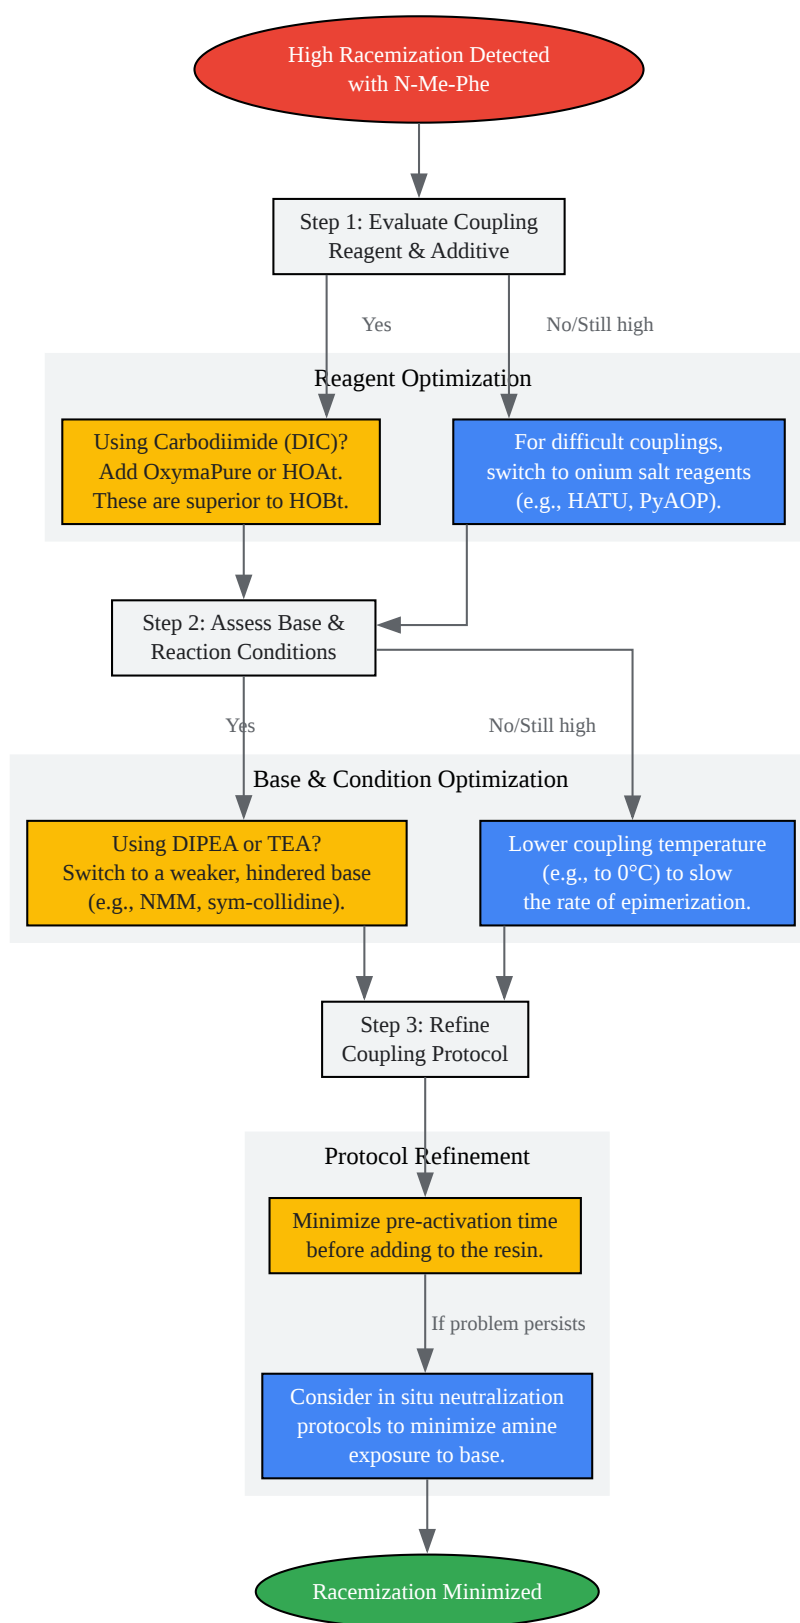 High Racemization Detected
with N-Me-Phe
Step 1: Evaluate Coupling
Reagent & Additive
Yes
No/Still high
Reagent Optimization
Using Carbodiimide (DIC)?
Add OxymaPure or HOAt.
These are superior to HOBt.
For difficult couplings,
switch to onium salt reagents
(e.g., HATU, PyAOP).
Step 2: Assess Base &
Reaction Conditions
Yes
No/Still high
Base & Condition Optimization
Using DIPEA or TEA?
Switch to a weaker, hindered base
(e.g., NMM, sym-collidine).
Lower coupling temperature
(e.g., to 0°C) to slow
the rate of epimerization.
Step 3: Refine
Coupling Protocol
Protocol Refinement
Minimize pre-activation time
before adding to the resin.
If problem persists
Consider in situ neutralization
protocols to minimize amine
exposure to base.
Racemization Minimized